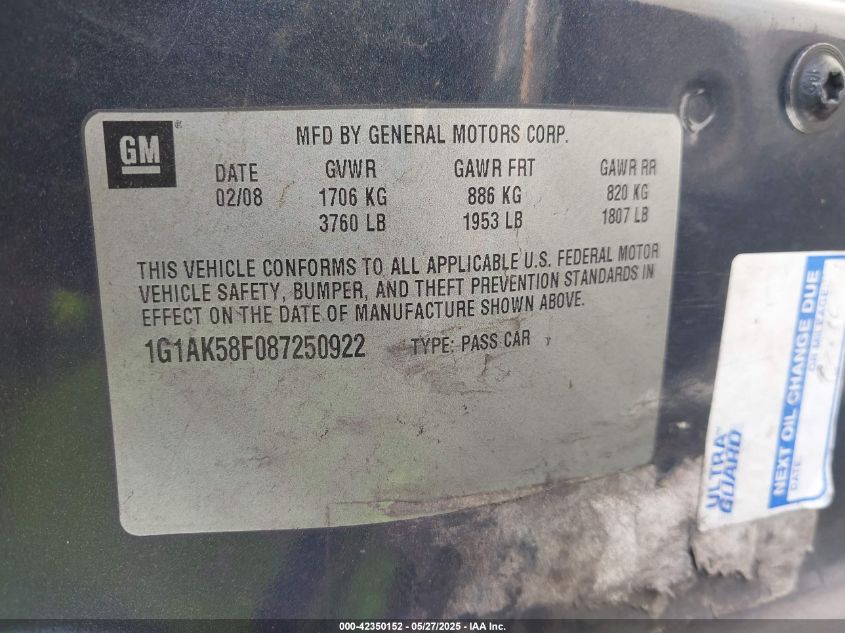 GM
MFD BY GENERAL MOTORS CORP.
DATE GVWR GAWR FRT GAWR RR
02/08 1706 KG 886 KG 820 KG
3760 LB 1953 LB 1807 LB
THIS VEHICLE CONFORMS TO ALL APPLICABLE U.S. FEDERAL MOTOR
VEHICLE SAFETY, BUMPER, AND THEFT PREVENTION STANDARDS IN
EFFECT ON THE DATE OF MANUFACTURE SHOWN ABOVE.
1G1AK58F087250922 TYPE: PASS CAR
ULTRA
GUARD
NEXT OIL CHANGE DUE
DATE OR MILEAGE
000-42350152 - 05/27/2025 - IAA Inc.